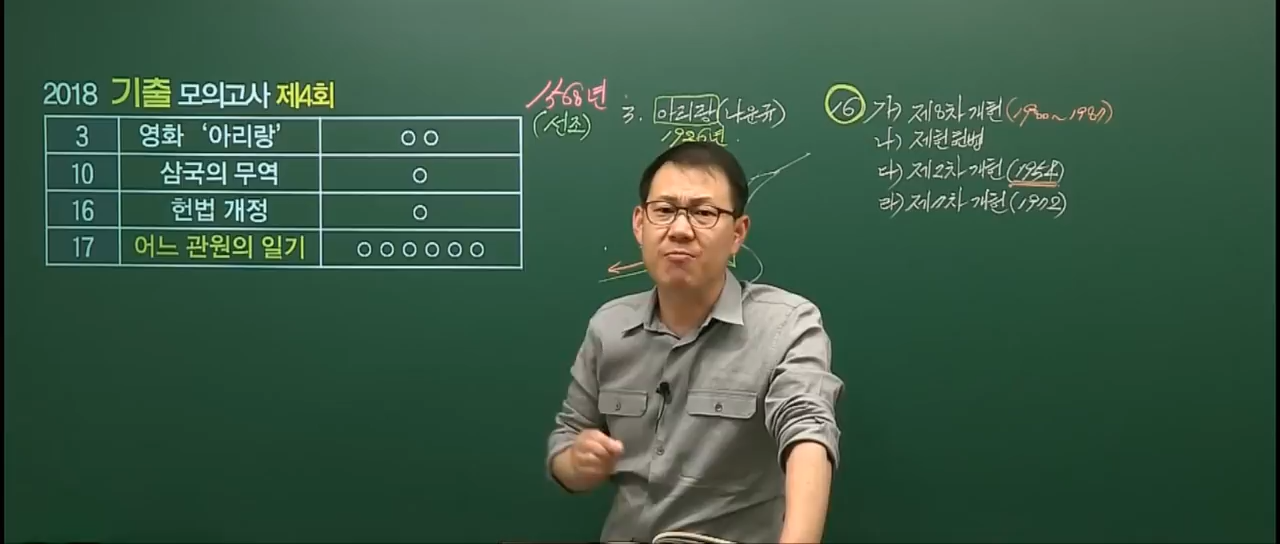 2018 기출 모의고사 제4회
3 영화 ‘아리랑’ ○○
10 삼국의 무역 ○
16 헌법 개정 ○
17 어느 관원의 일기 ○○○○○○
1568년
(선조)
3. 아리랑(나운규)
1926년
16 가) 제8차 개헌(1980~1987)
나) 제헌헌법
다) 제2차 개헌(1954)
라) 제7차 개헌(1972)